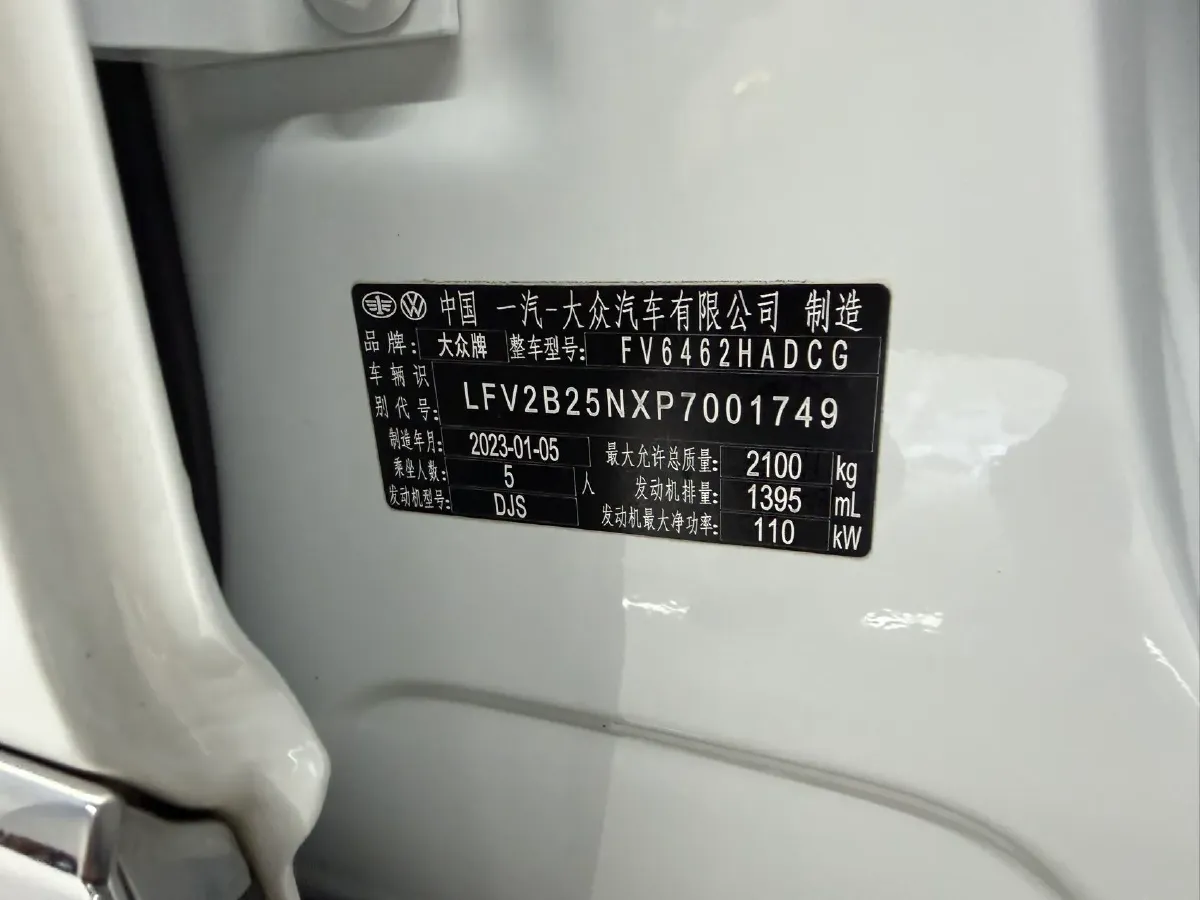 中国 一汽-大众汽车有限公司 制造
品牌: 大众牌 整车型号: FV6462HADCG
车辆识别代号: LFV2B25NXP7001749
制造年月: 2023-01-05 最大允许总质量: 2100 kg
乘坐人数: 5 人 发动机排量: 1395 mL
发动机型号: DJS 发动机最大净功率: 110 kW